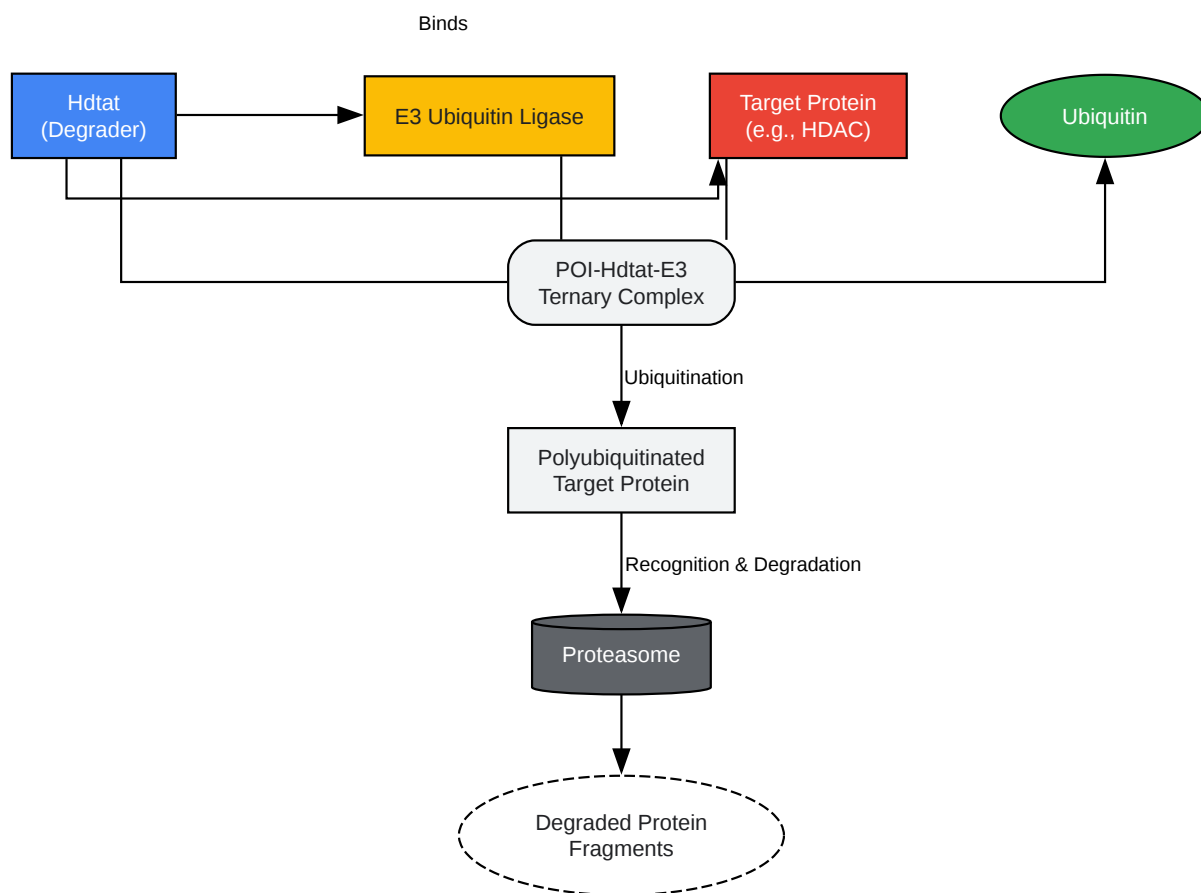 Binds
Hdtat
(Degrader)
E3 Ubiquitin Ligase
Target Protein
(e.g., HDAC)
Ubiquitin
POI-Hdtat-E3
Ternary Complex
Ubiquitination
Polyubiquitinated
Target Protein
Recognition & Degradation
Proteasome
Degraded Protein
Fragments